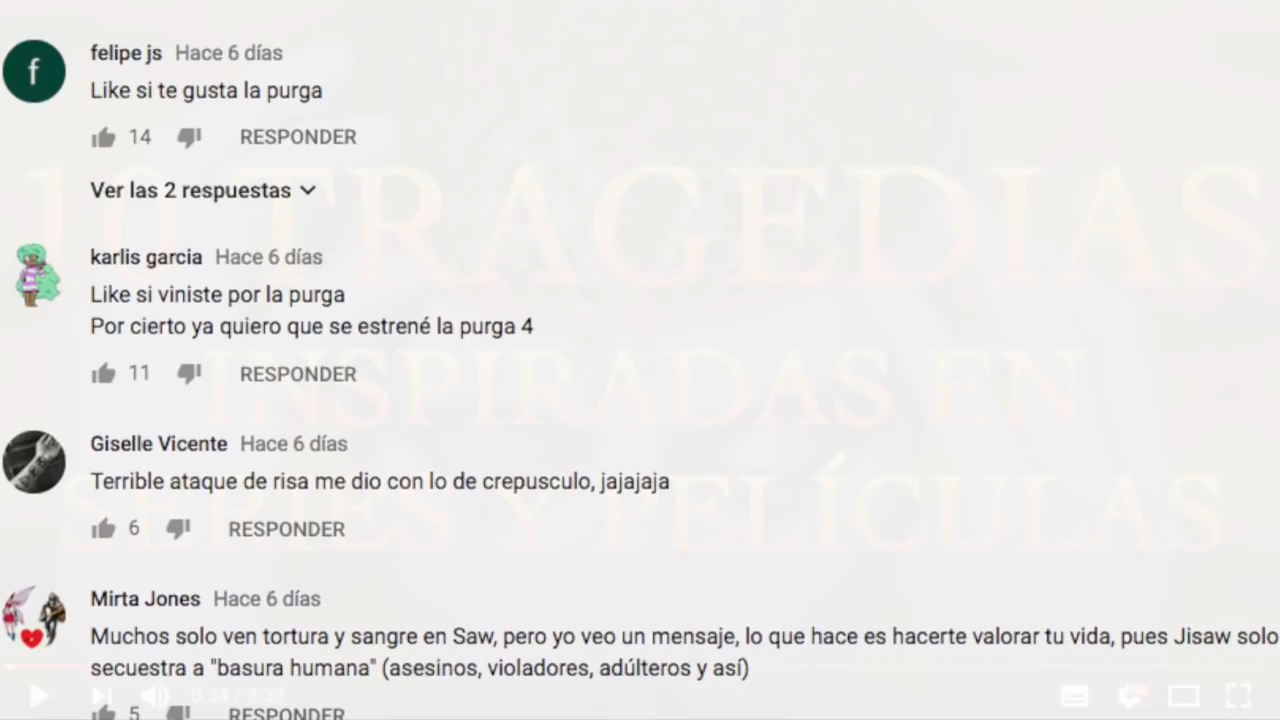 felipe js Hace 6 días
f
Like si te gusta la purga
14 RESPONDER
Ver las 2 respuestas
10 TRAGEDIAS
karlis garcia Hace 6 días
Like si viniste por la purga
Por cierto ya quiero que se estrené la purga 4
11 RESPONDER
INSPIRADAS EN
Giselle Vicente Hace 6 días
Terrible ataque de risa me dio con lo de crepusculo, jajajaja
SERIES Y PELÍCULAS
6 RESPONDER
Mirta Jones Hace 6 días
Muchos solo ven tortura y sangre en Saw, pero yo veo un mensaje, lo que hace es hacerte valorar tu vida, pues Jisaw solo
secuestra a "basura humana" (asesinos, violadores, adúlteros y así)
0:34 / 8:33
5 RESPONDER